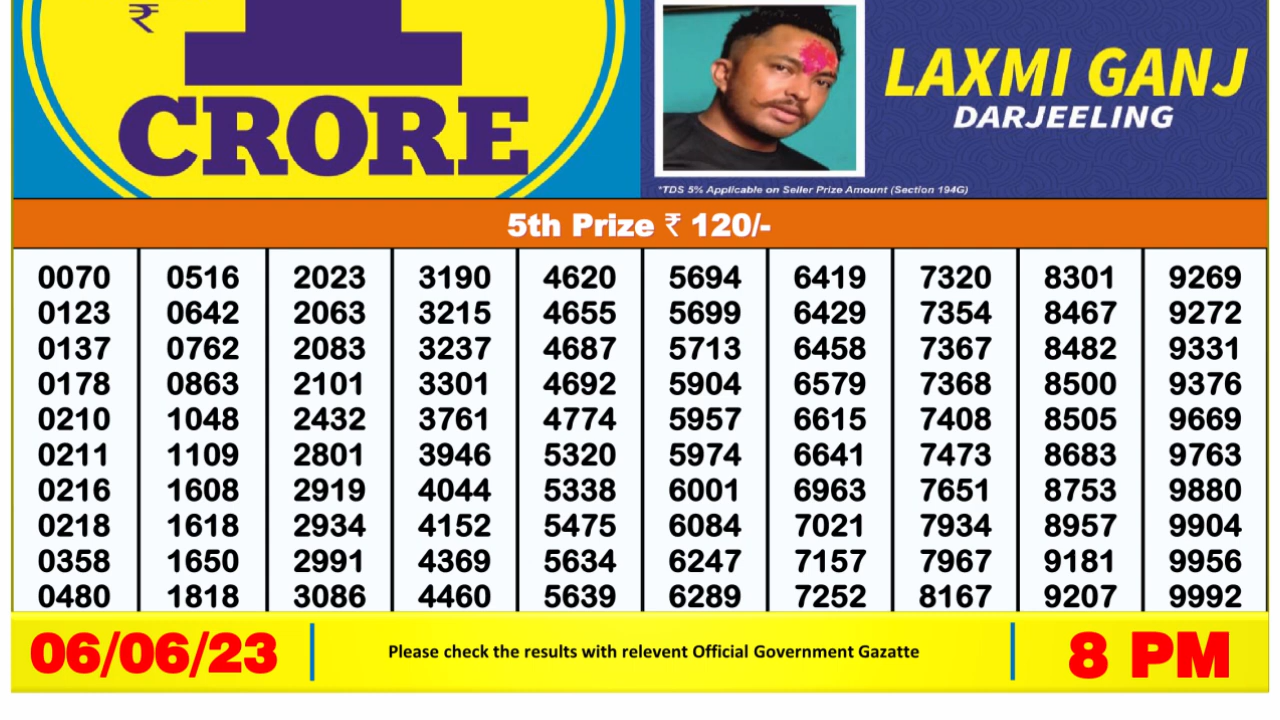 ₹
1
CRORE
LAXMI GANJ
DARJEELING
*TDS 5% Applicable on Seller Prize Amount (Section 194G)
5th Prize ₹ 120/-
0070 0516 2023 3190 4620 5694 6419 7320 8301 9269
0123 0642 2063 3215 4655 5699 6429 7354 8467 9272
0137 0762 2083 3237 4687 5713 6458 7367 8482 9331
0178 0863 2101 3301 4692 5904 6579 7368 8500 9376
0210 1048 2432 3761 4774 5957 6615 7408 8505 9669
0211 1109 2801 3946 5320 5974 6641 7473 8683 9763
0216 1608 2919 4044 5338 6001 6963 7651 8753 9880
0218 1618 2934 4152 5475 6084 7021 7934 8957 9904
0358 1650 2991 4369 5634 6247 7157 7967 9181 9956
0480 1818 3086 4460 5639 6289 7252 8167 9207 9992
06/06/23 Please check the results with relevent Official Government Gazatte 8 PM